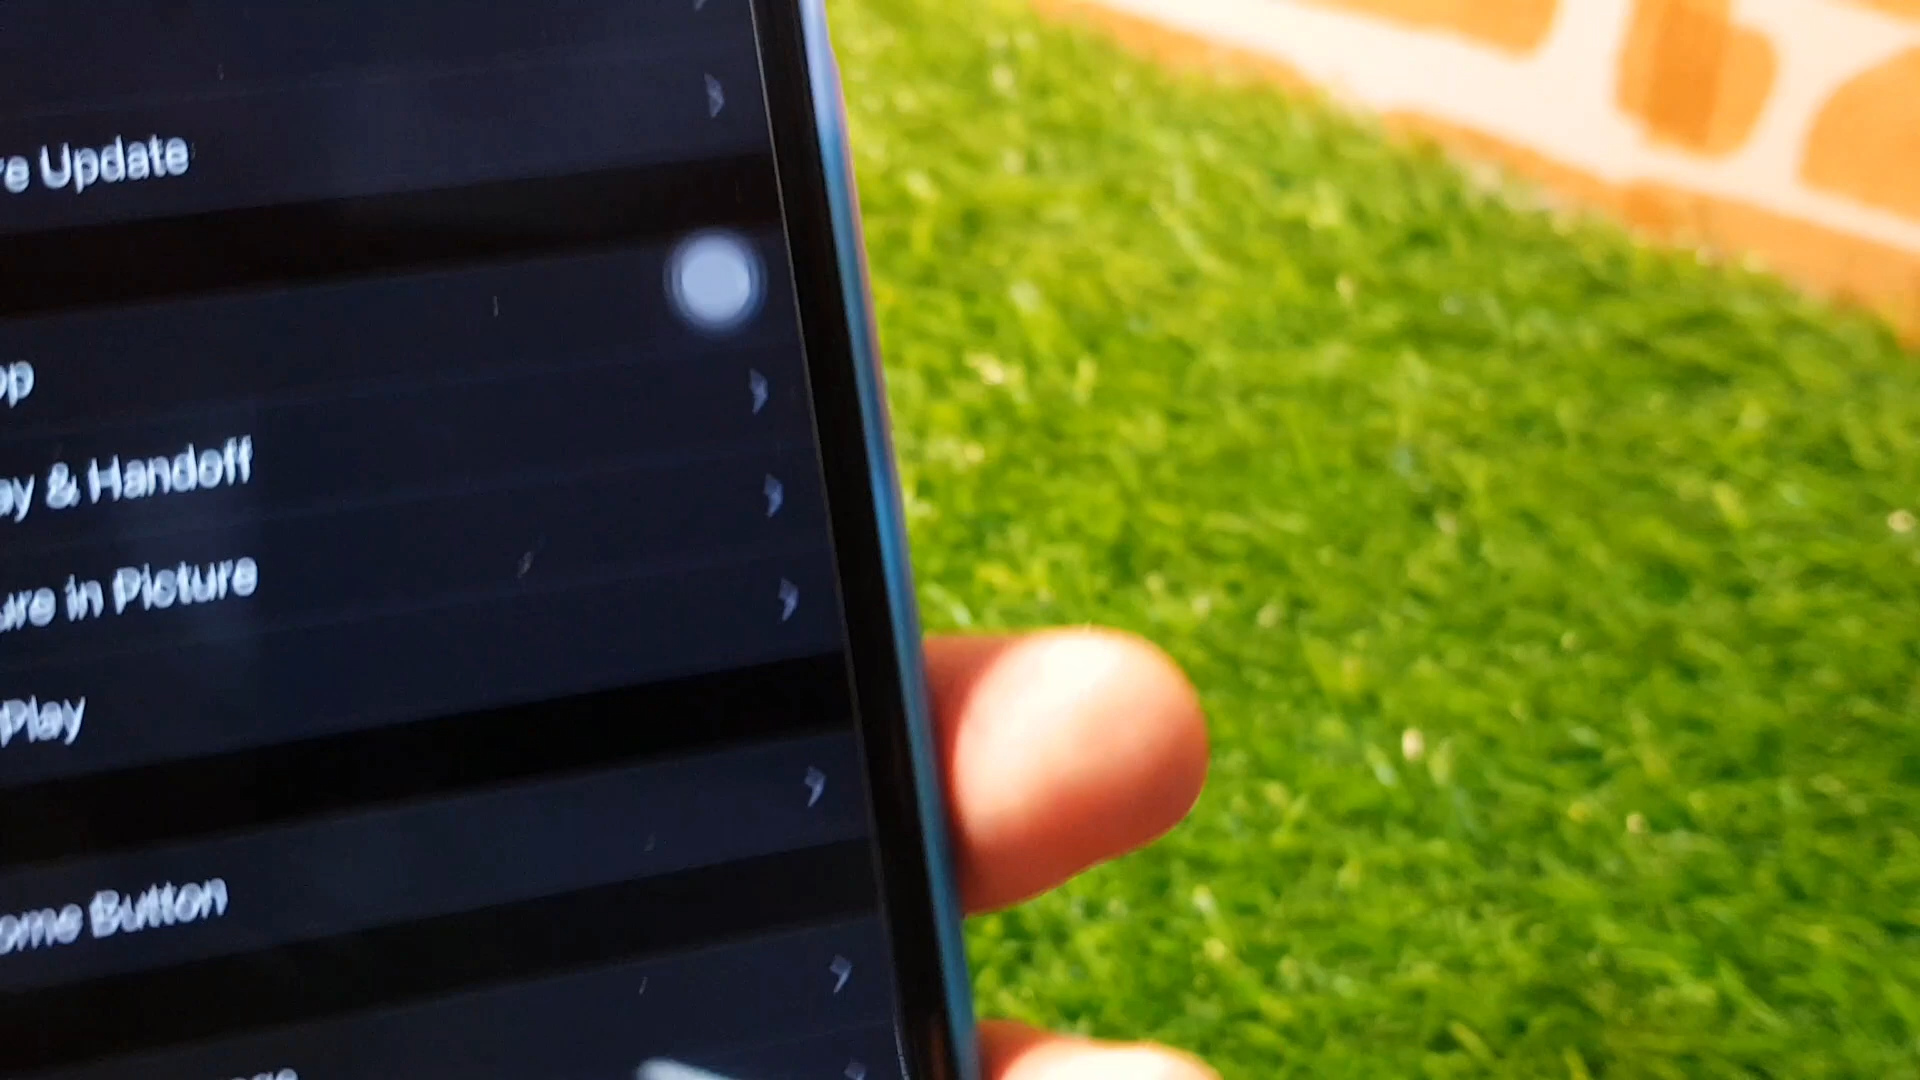 re Update
op
ay & Handoff
ure in Picture
Play
ome Button